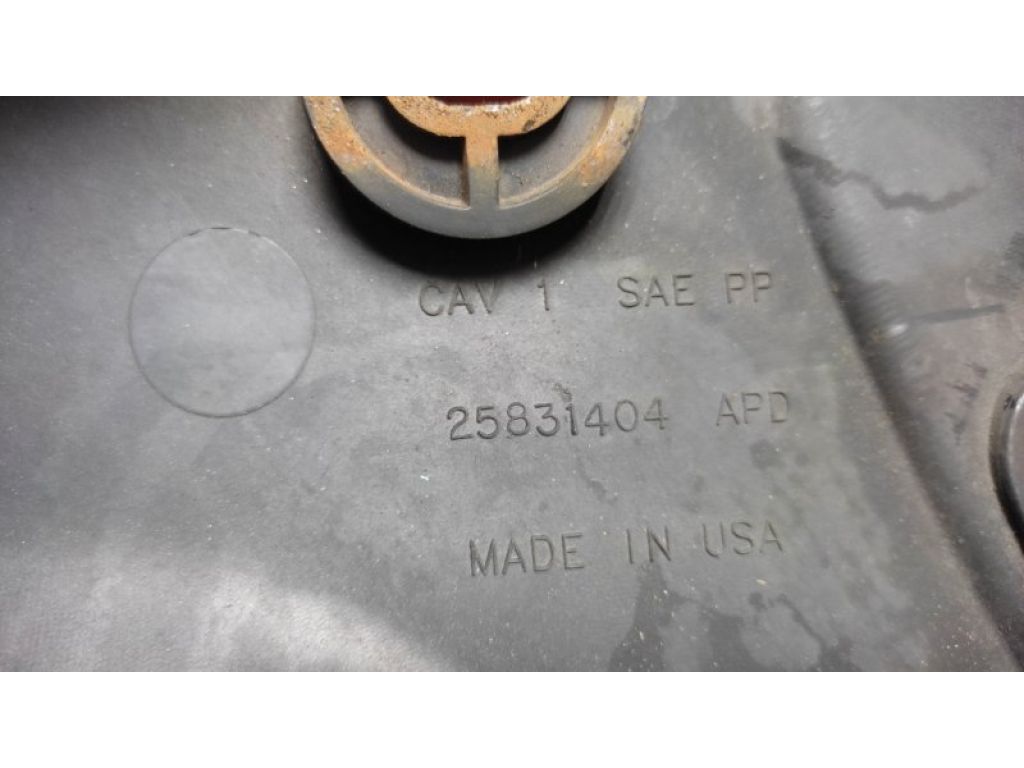 CAV 1 SAE PP
25831404 APD
MADE IN USA